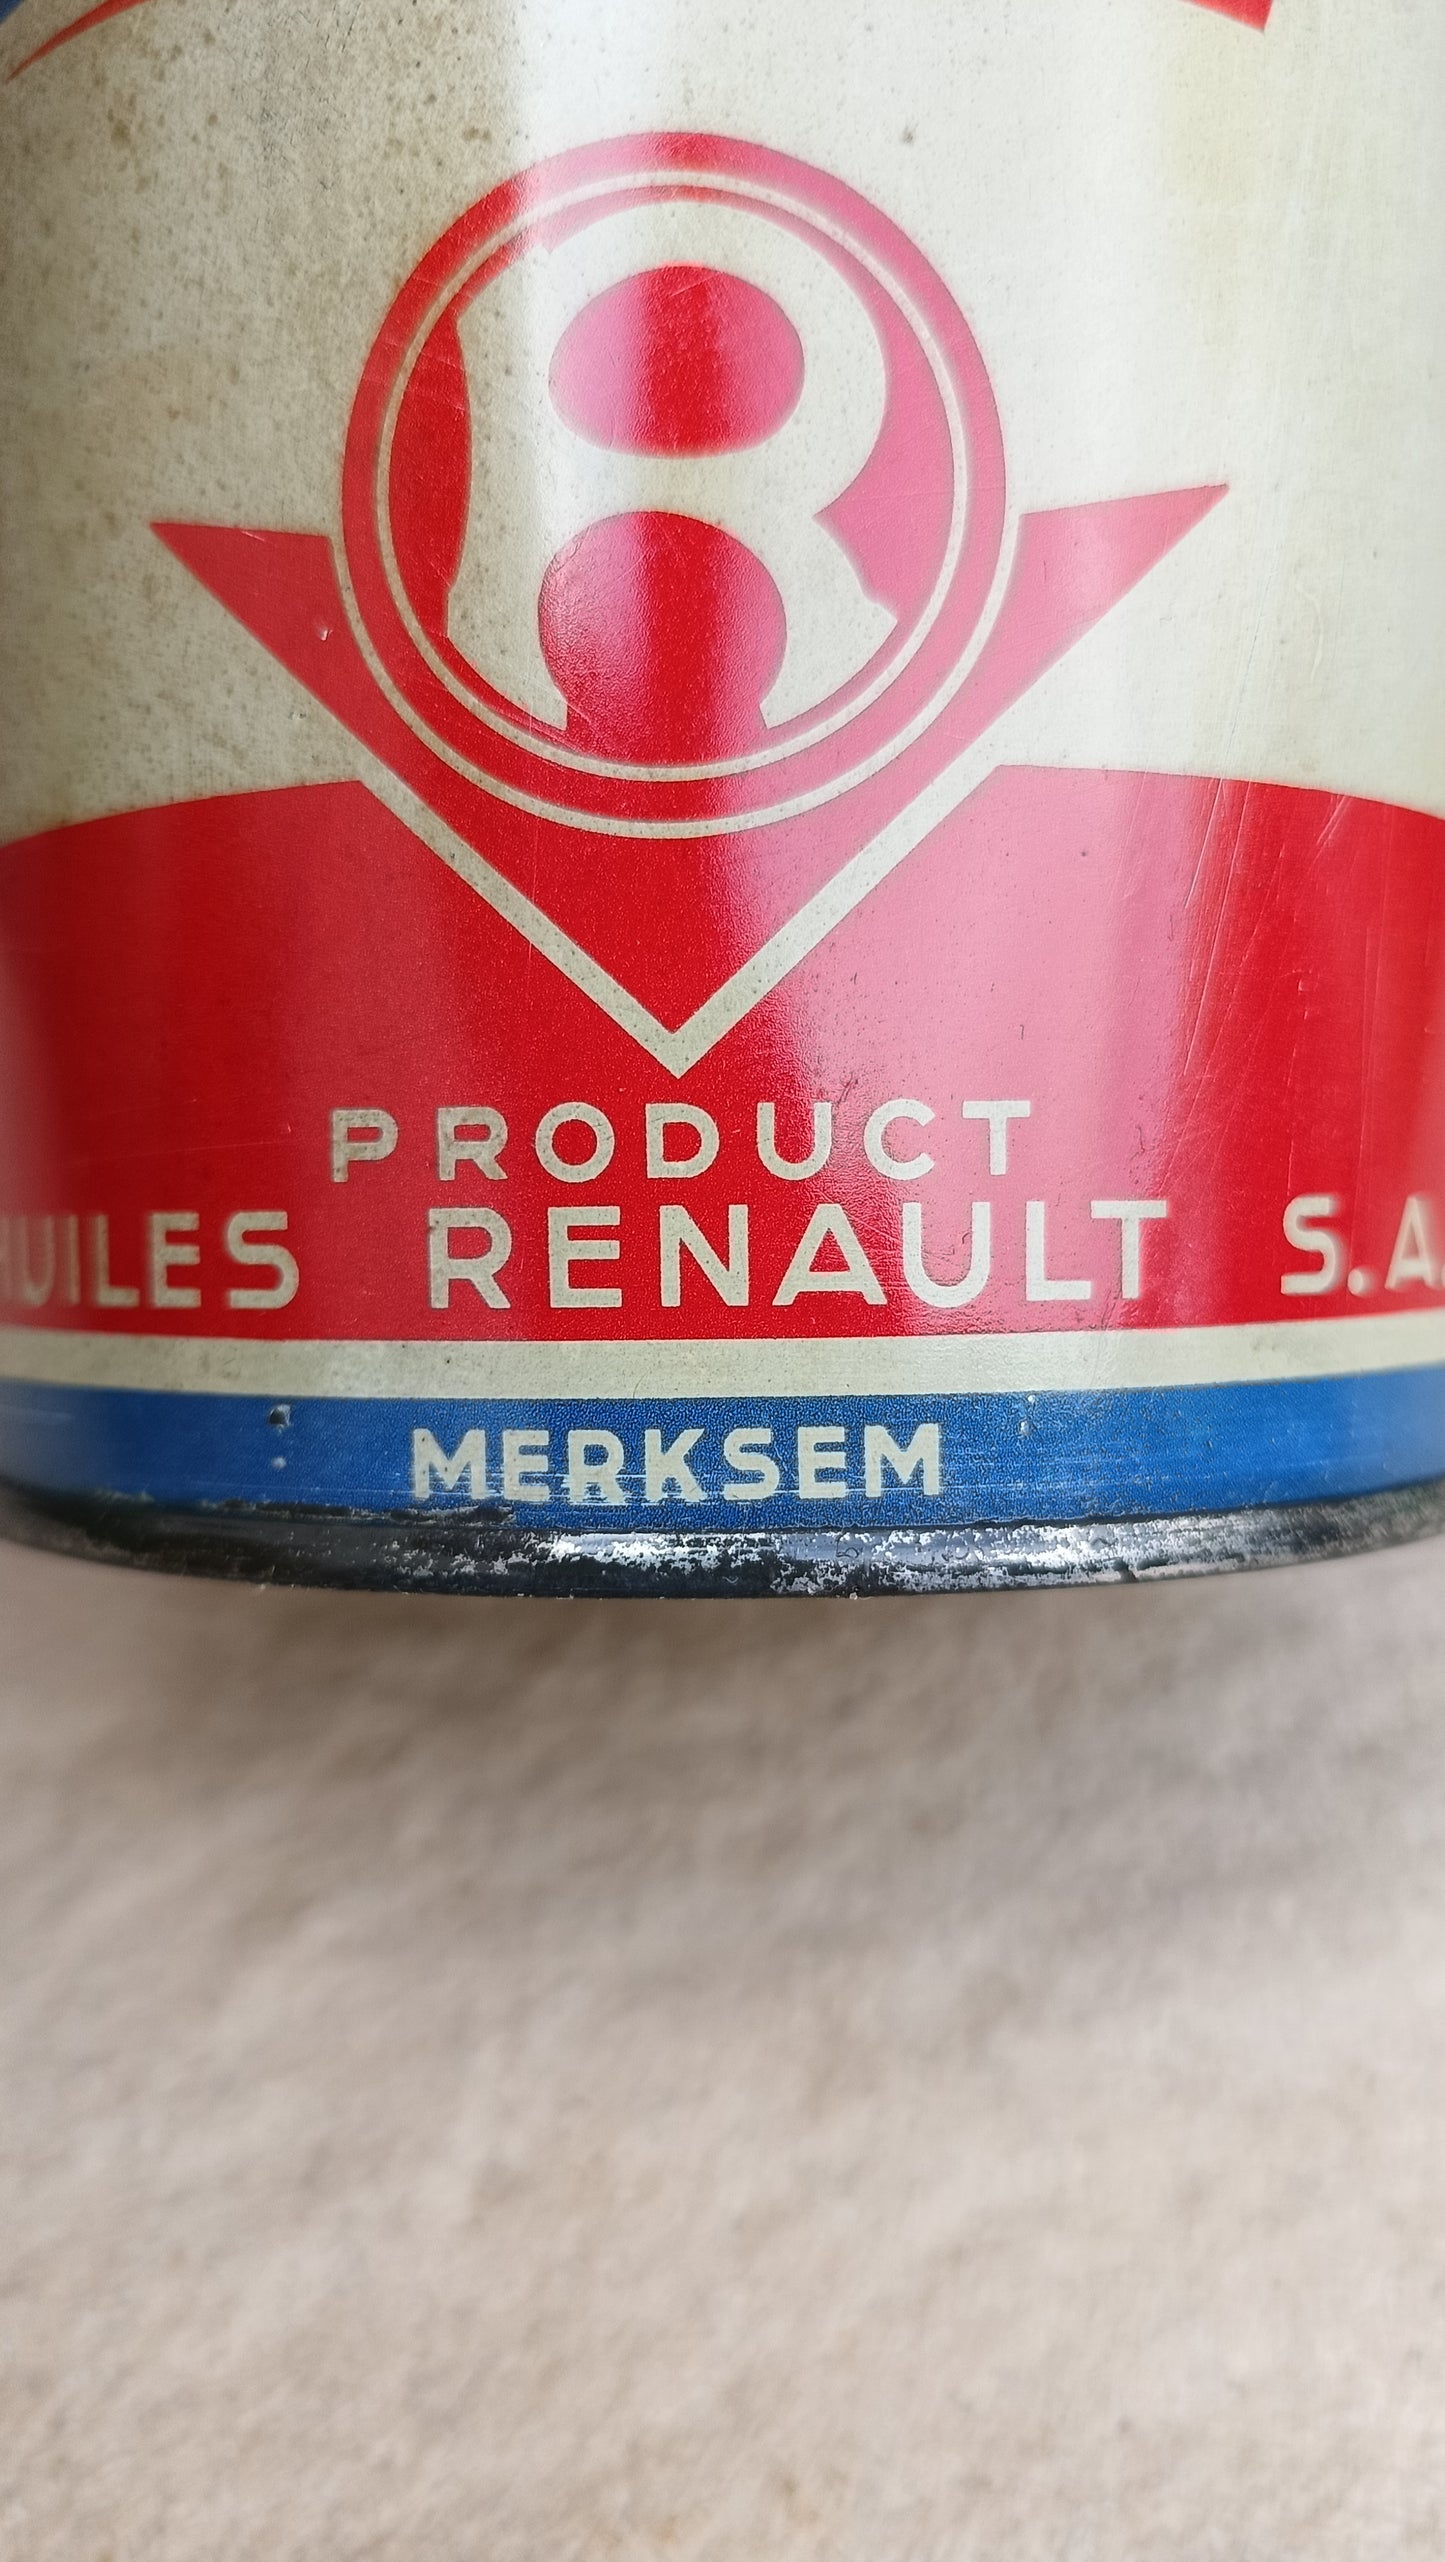 R
PRODUCT
HUILES RENAULT S.A.
MERKSEM